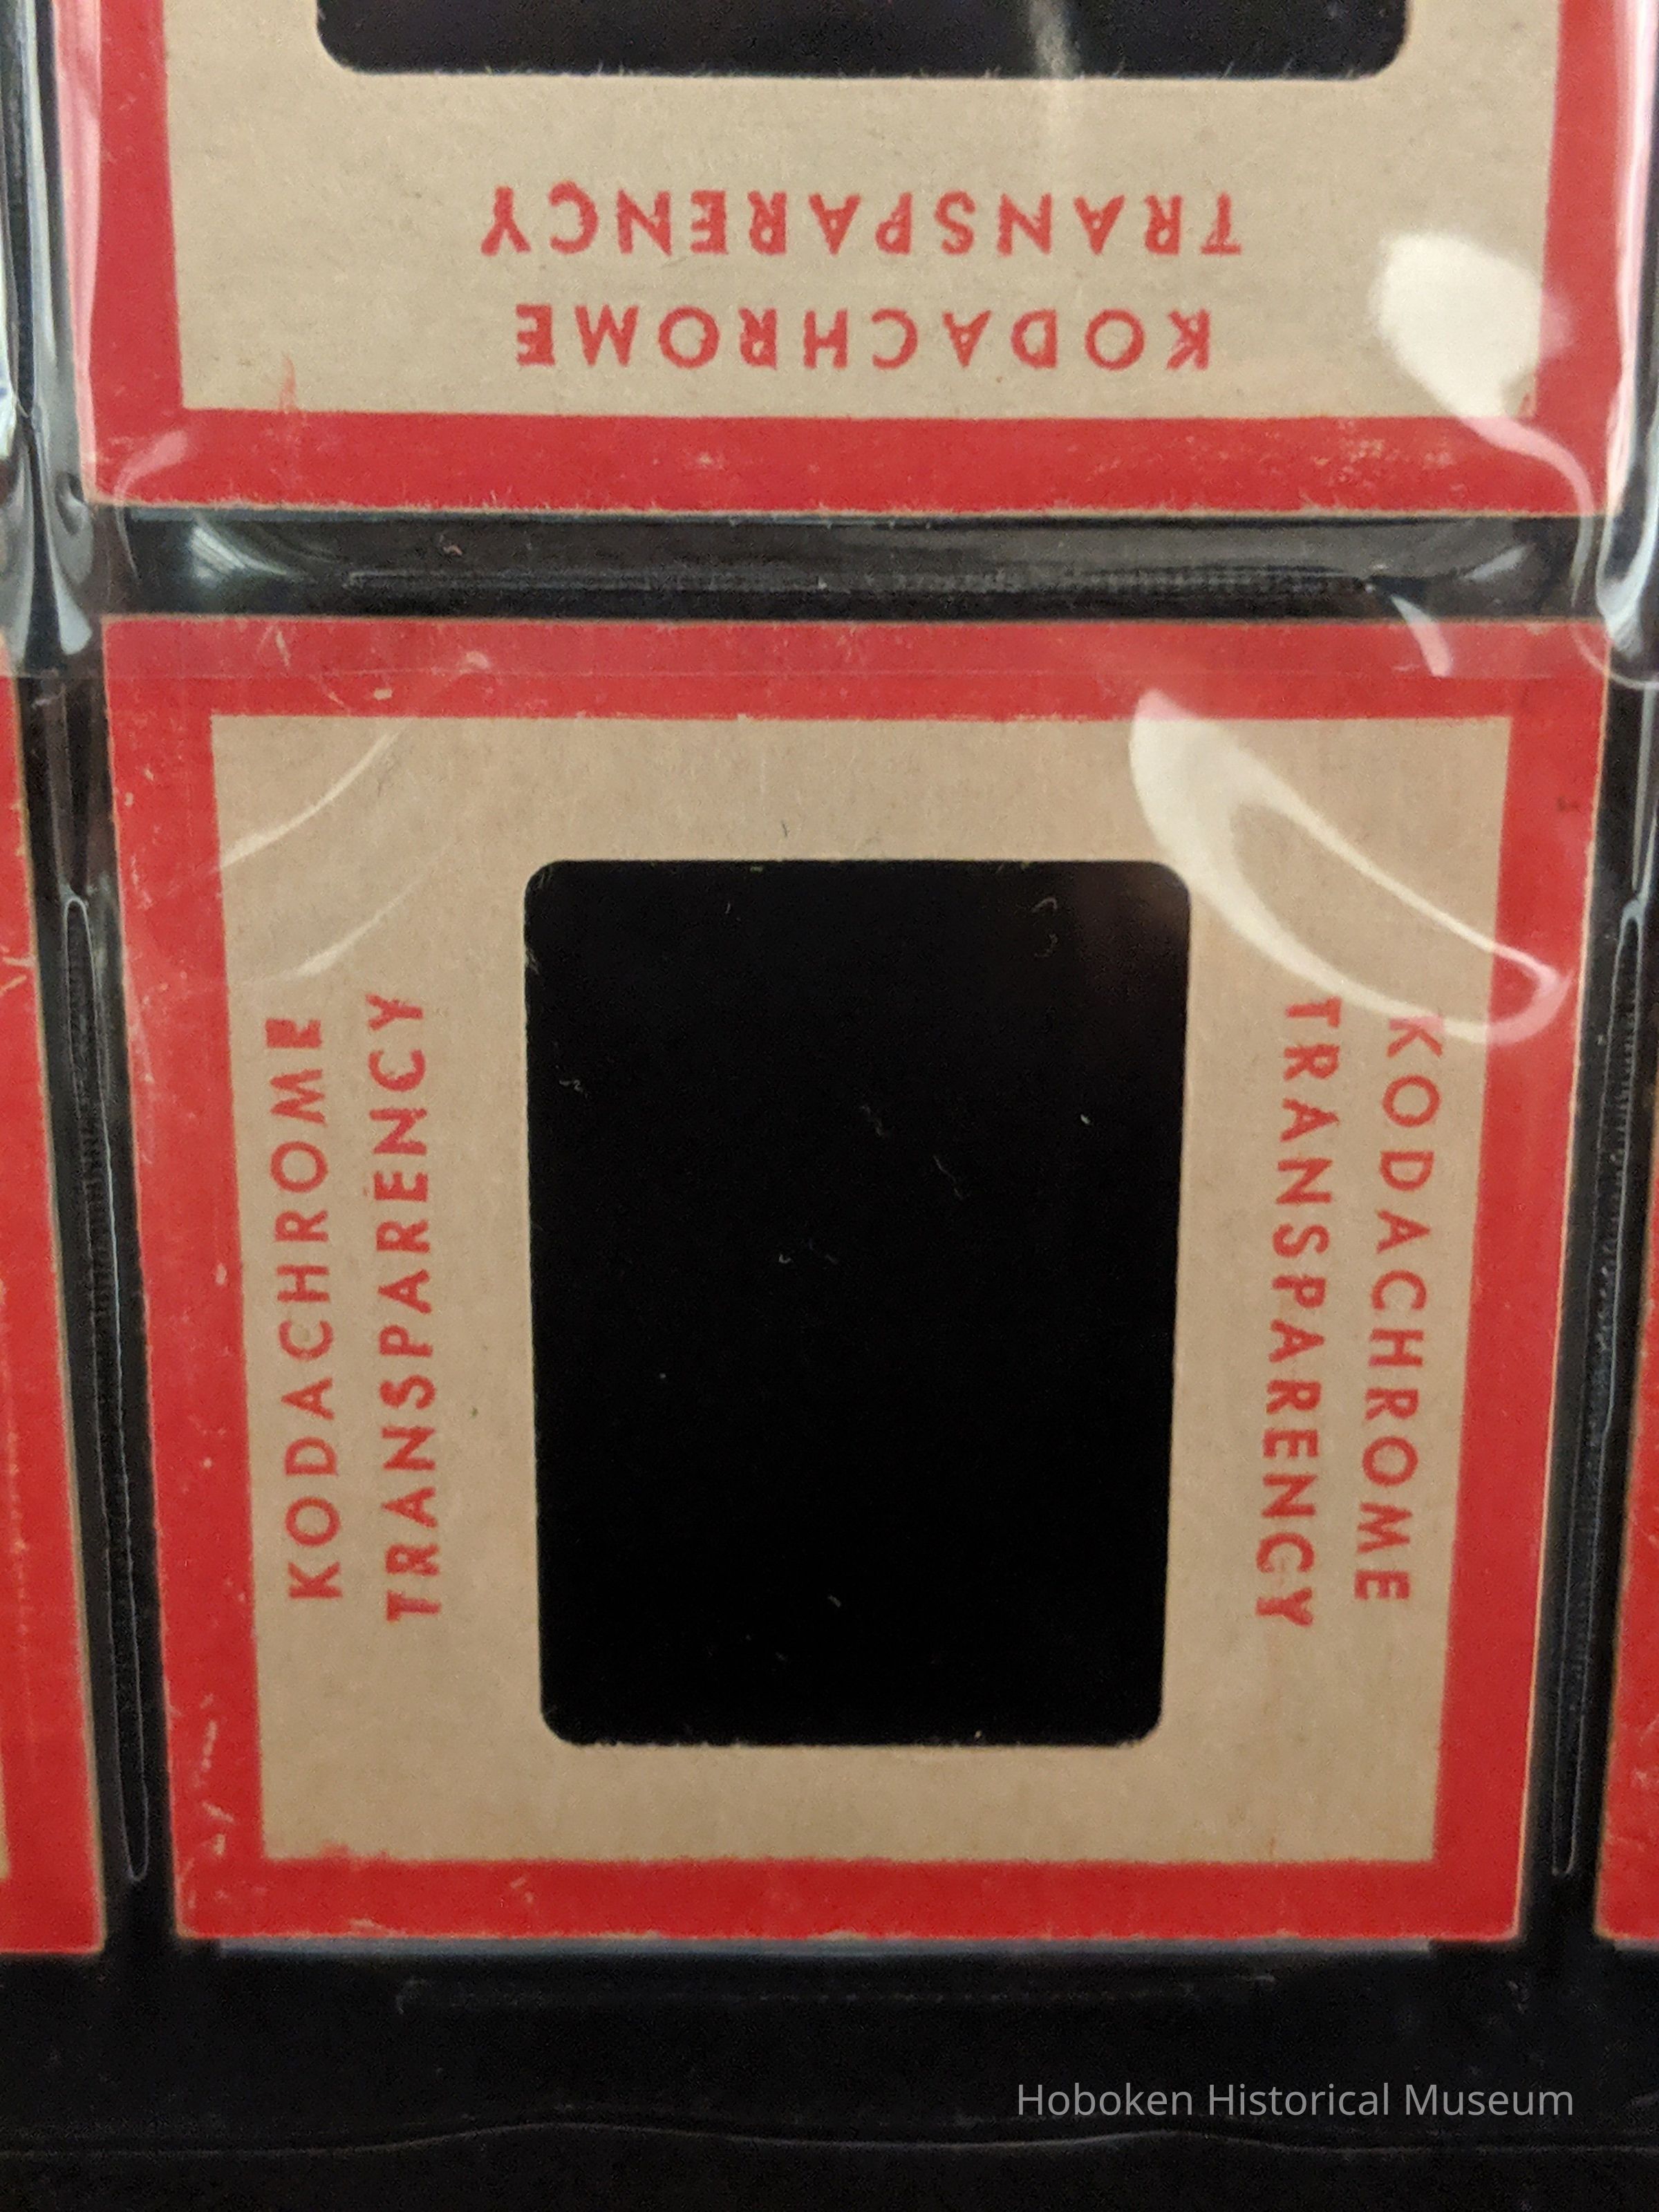 KODACHROME
TRANSPARENCY
KODACHROME
TRANSPARENCY
KODACHROME
TRANSPARENCY
Hoboken Historical Museum